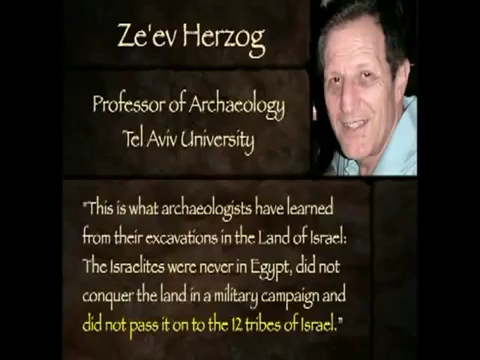 Ze'ev Herzog
Professor of Archaeology
Tel Aviv University
"This is what archaeologists have learned
from their excavations in the Land of Israel:
The Israelites were never in Egypt, did not
conquer the land in a military campaign and
did not pass it on to the 12 tribes of Israel."